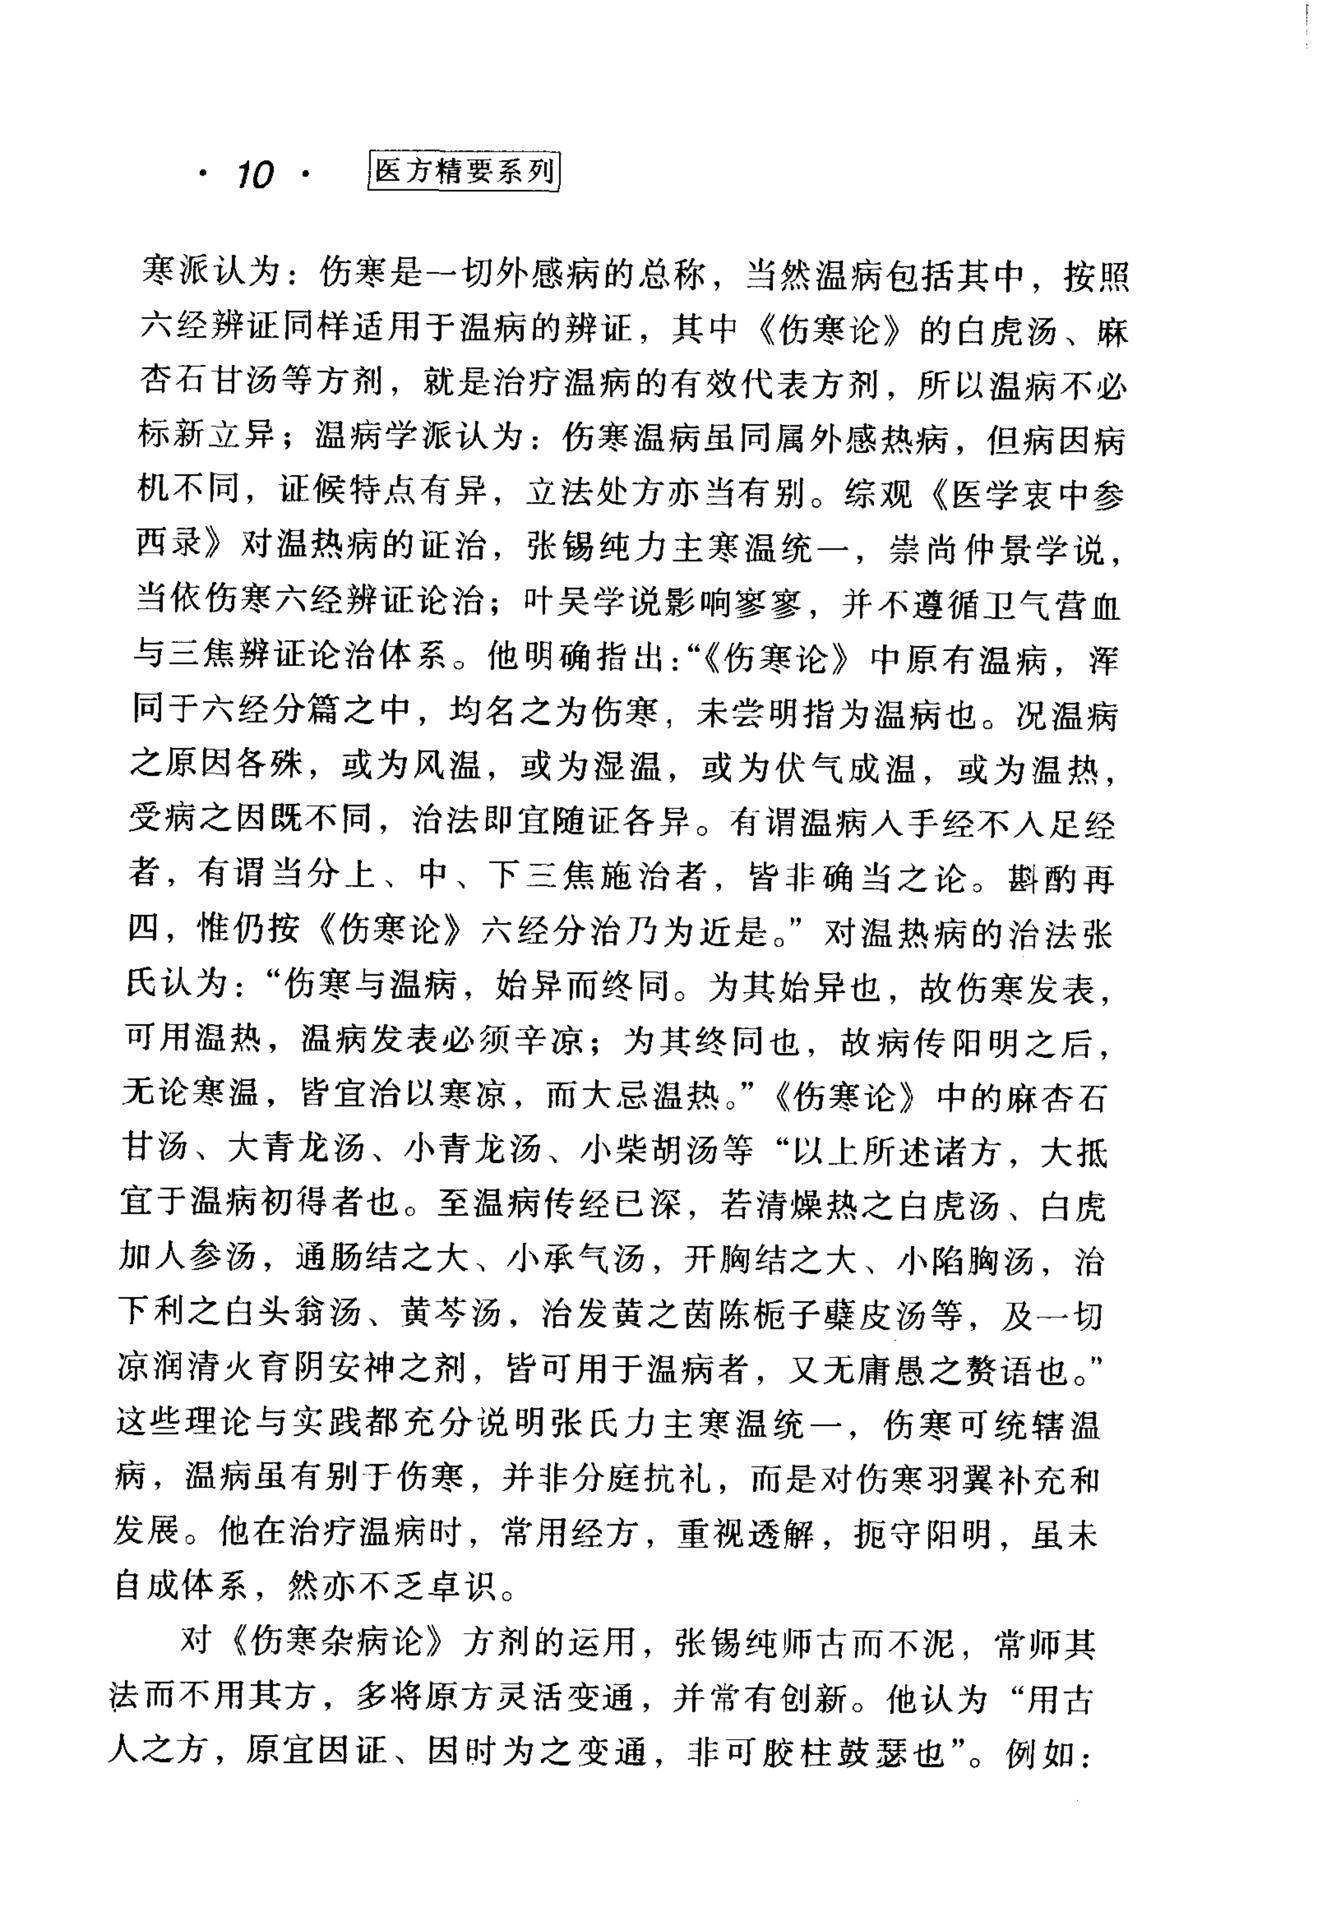 · 10 · 医方精要系列
寒派认为：伤寒是一切外感病的总称，当然温病包括其中，按照
六经辨证同样适用于温病的辨证，其中《伤寒论》的白虎汤、麻
杏石甘汤等方剂，就是治疗温病的有效代表方剂，所以温病不必
标新立异；温病学派认为：伤寒温病虽同属外感热病，但病因病
机不同，证候特点有异，立法处方亦当有别。综观《医学衷中参
西录》对温热病的证治，张锡纯力主寒温统一，崇尚仲景学说，
当依伤寒六经辨证论治；叶吴学说影响寥寥，并不遵循卫气营血
与三焦辨证论治体系。他明确指出：“《伤寒论》中原有温病，浑
同于六经分篇之中，均名之为伤寒，未尝明指为温病也。况温病
之原因各殊，或为风温，或为湿温，或为伏气成温，或为温热，
受病之因既不同，治法即宜随证各异。有谓温病入手经不入足经
者，有谓当分上、中、下三焦施治者，皆非确当之论。斟酌再
四，惟仍按《伤寒论》六经分治乃为近是。”对温热病的治法张
氏认为：“伤寒与温病，始异而终同。为其始异也，故伤寒发表，
可用温热，温病发表必须辛凉；为其终同也，故病传阳明之后，
无论寒温，皆宜治以寒凉，而大忌温热。”《伤寒论》中的麻杏石
甘汤、大青龙汤、小青龙汤、小柴胡汤等“以上所述诸方，大抵
宜于温病初得者也。至温病传经已深，若清燥热之白虎汤、白虎
加人参汤，通肠结之大、小承气汤，开胸结之大、小陷胸汤，治
下利之白头翁汤、黄芩汤，治发黄之茵陈栀子蘗皮汤等，及一切
凉润清火育阴安神之剂，皆可用于温病者，又无庸愚之赘语也。”
这些理论与实践都充分说明张氏力主寒温统一，伤寒可统辖温
病，温病虽有别于伤寒，并非分庭抗礼，而是对伤寒羽翼补充和
发展。他在治疗温病时，常用经方，重视透解，扼守阳明，虽未
自成体系，然亦不乏卓识。
对《伤寒杂病论》方剂的运用，张锡纯师古而不泥，常师其
法而不用其方，多将原方灵活变通，并常有创新。他认为“用古
人之方，原宜因证、因时为之变通，非可胶柱鼓瑟也”。例如：